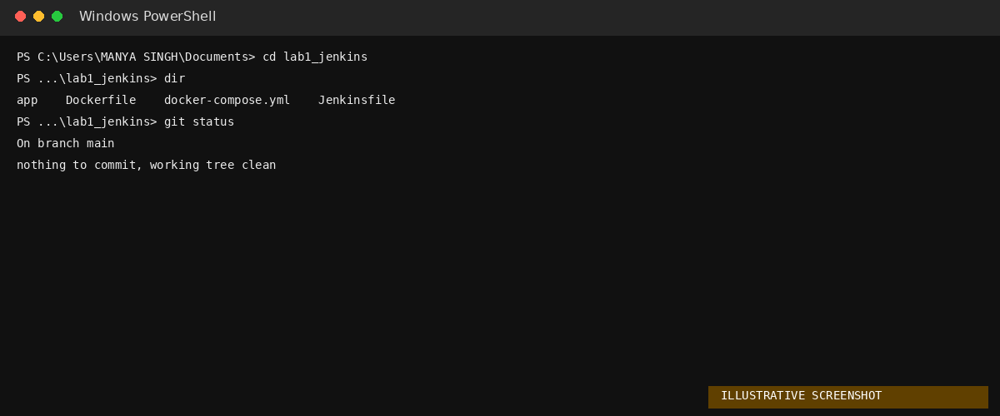 Windows PowerShell
PS C:\Users\MANYA SINGH\Documents> cd lab1_jenkins
PS ...\lab1_jenkins> dir
app    Dockerfile    docker-compose.yml    Jenkinsfile
PS ...\lab1_jenkins> git status
On branch main
nothing to commit, working tree clean
ILLUSTRATIVE SCREENSHOT